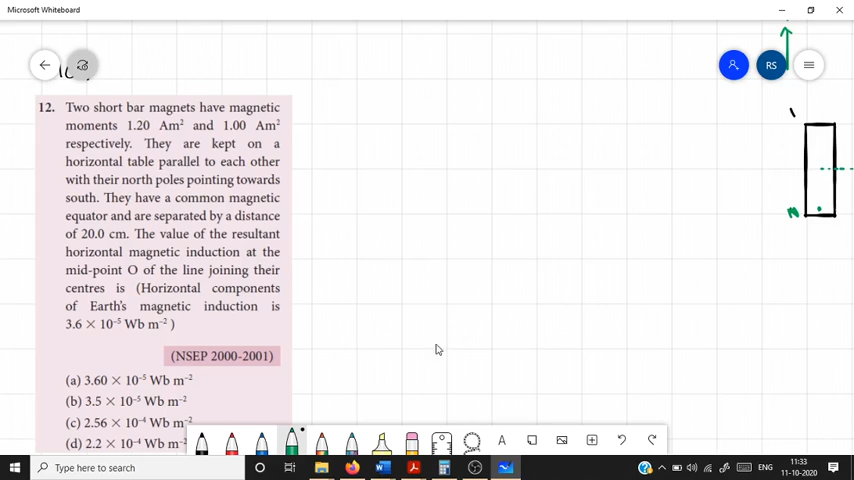 Microsoft Whiteboard
RS
12. Two short bar magnets have magnetic
moments 1.20 Am² and 1.00 Am²
respectively. They are kept on a
horizontal table parallel to each other
with their north poles pointing towards
south. They have a common magnetic
equator and are separated by a distance
of 20.0 cm. The value of the resultant
horizontal magnetic induction at the
mid-point O of the line joining their
centres is (Horizontal components
of Earth's magnetic induction is
3.6 × 10⁻⁵ Wb m⁻² )
(NSEP 2000-2001)
(a) 3.60 × 10⁻⁵ Wb m⁻²
(b) 3.5 × 10⁻⁵ Wb m⁻²
(c) 2.56 × 10⁻⁴ Wb m⁻²
(d) 2.2 × 10⁻⁴ Wb m⁻²
N
A
Type here to search
ENG
11:33
11-10-2020